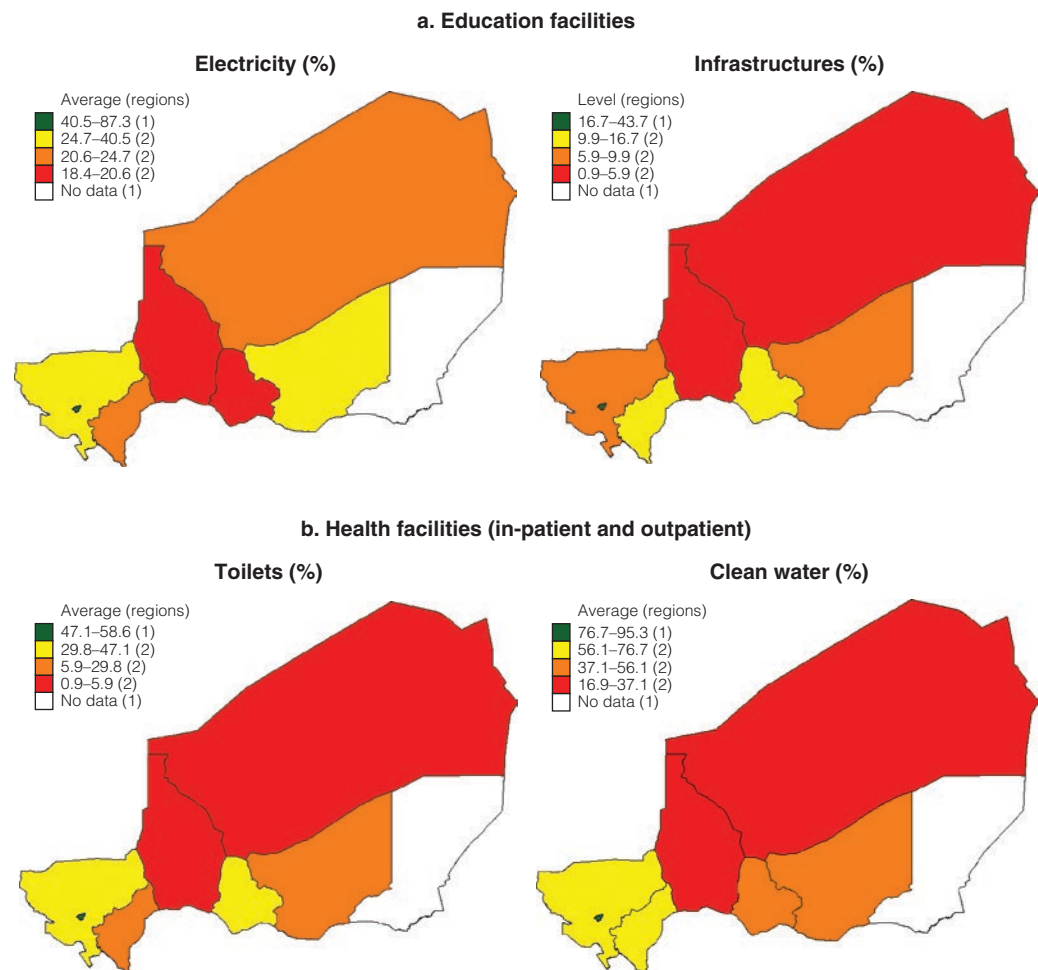 a. Education facilities
Electricity (%)
Average (regions)
40.5–87.3 (1)
24.7–40.5 (2)
20.6–24.7 (2)
18.4–20.6 (2)
No data (1)
Infrastructures (%)
Level (regions)
16.7–43.7 (1)
9.9–16.7 (2)
5.9–9.9 (2)
0.9–5.9 (2)
No data (1)
b. Health facilities (in-patient and outpatient)
Toilets (%)
Average (regions)
47.1–58.6 (1)
29.8–47.1 (2)
5.9–29.8 (2)
0.9–5.9 (2)
No data (1)
Clean water (%)
Average (regions)
76.7–95.3 (1)
56.1–76.7 (2)
37.1–56.1 (2)
16.9–37.1 (2)
No data (1)